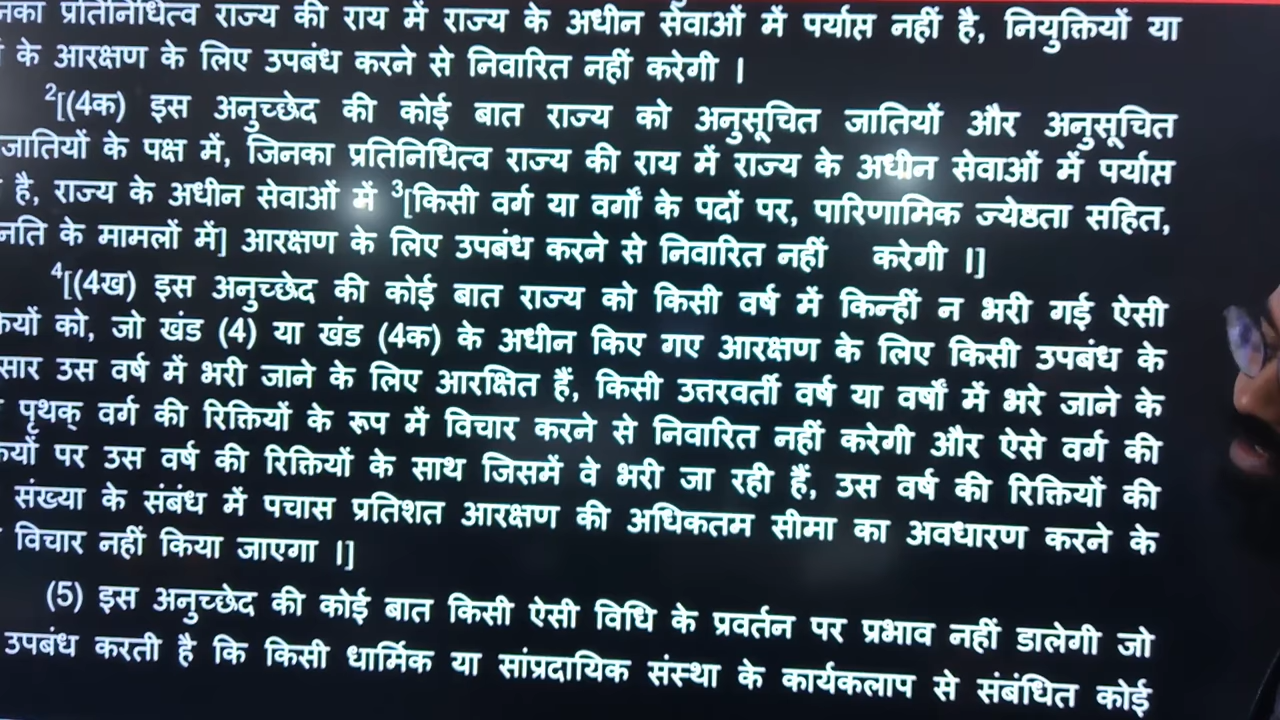 प्रतिनिधित्व राज्य की राय में राज्य के अधीन सेवाओं में पर्याप्त नहीं है, नियुक्तियों या
के आरक्षण के लिए उपबंध करने से निवारित नहीं करेगी ।
2[(4क) इस अनुच्छेद की कोई बात राज्य को अनुसूचित जातियों और अनुसूचित
जातियों के पक्ष में, जिनका प्रतिनिधित्व राज्य की राय में राज्य के अधीन सेवाओं में पर्याप्त
है, राज्य के अधीन सेवाओं में 3[किसी वर्ग या वर्गों के पदों पर, पारिणामिक ज्येष्ठता सहित,
के मामलों में] आरक्षण के लिए उपबंध करने से निवारित नहीं करेगी ।]
4[(4ख) इस अनुच्छेद की कोई बात राज्य को किसी वर्ष में किन्हीं न भरी गई ऐसी
को, जो खंड (4) या खंड (4क) के अधीन किए गए आरक्षण के लिए किसी उपबंध के
उस वर्ष में भरी जाने के लिए आरक्षित हैं, किसी उत्तरवर्ती वर्ष या वर्षों में भरे जाने के
पृथक् वर्ग की रिक्तियों के रूप में विचार करने से निवारित नहीं करेगी और ऐसे वर्ग की
पर उस वर्ष की रिक्तियों के साथ जिसमें वे भरी जा रही हैं, उस वर्ष की रिक्तियों की
संख्या के संबंध में पचास प्रतिशत आरक्षण की अधिकतम सीमा का अवधारण करने के
विचार नहीं किया जाएगा ।]
(5) इस अनुच्छेद की कोई बात किसी ऐसी विधि के प्रवर्तन पर प्रभाव नहीं डालेगी जो
उपबंध करती है कि किसी धार्मिक या सांप्रदायिक संस्था के कार्यकलाप से संबंधित कोई